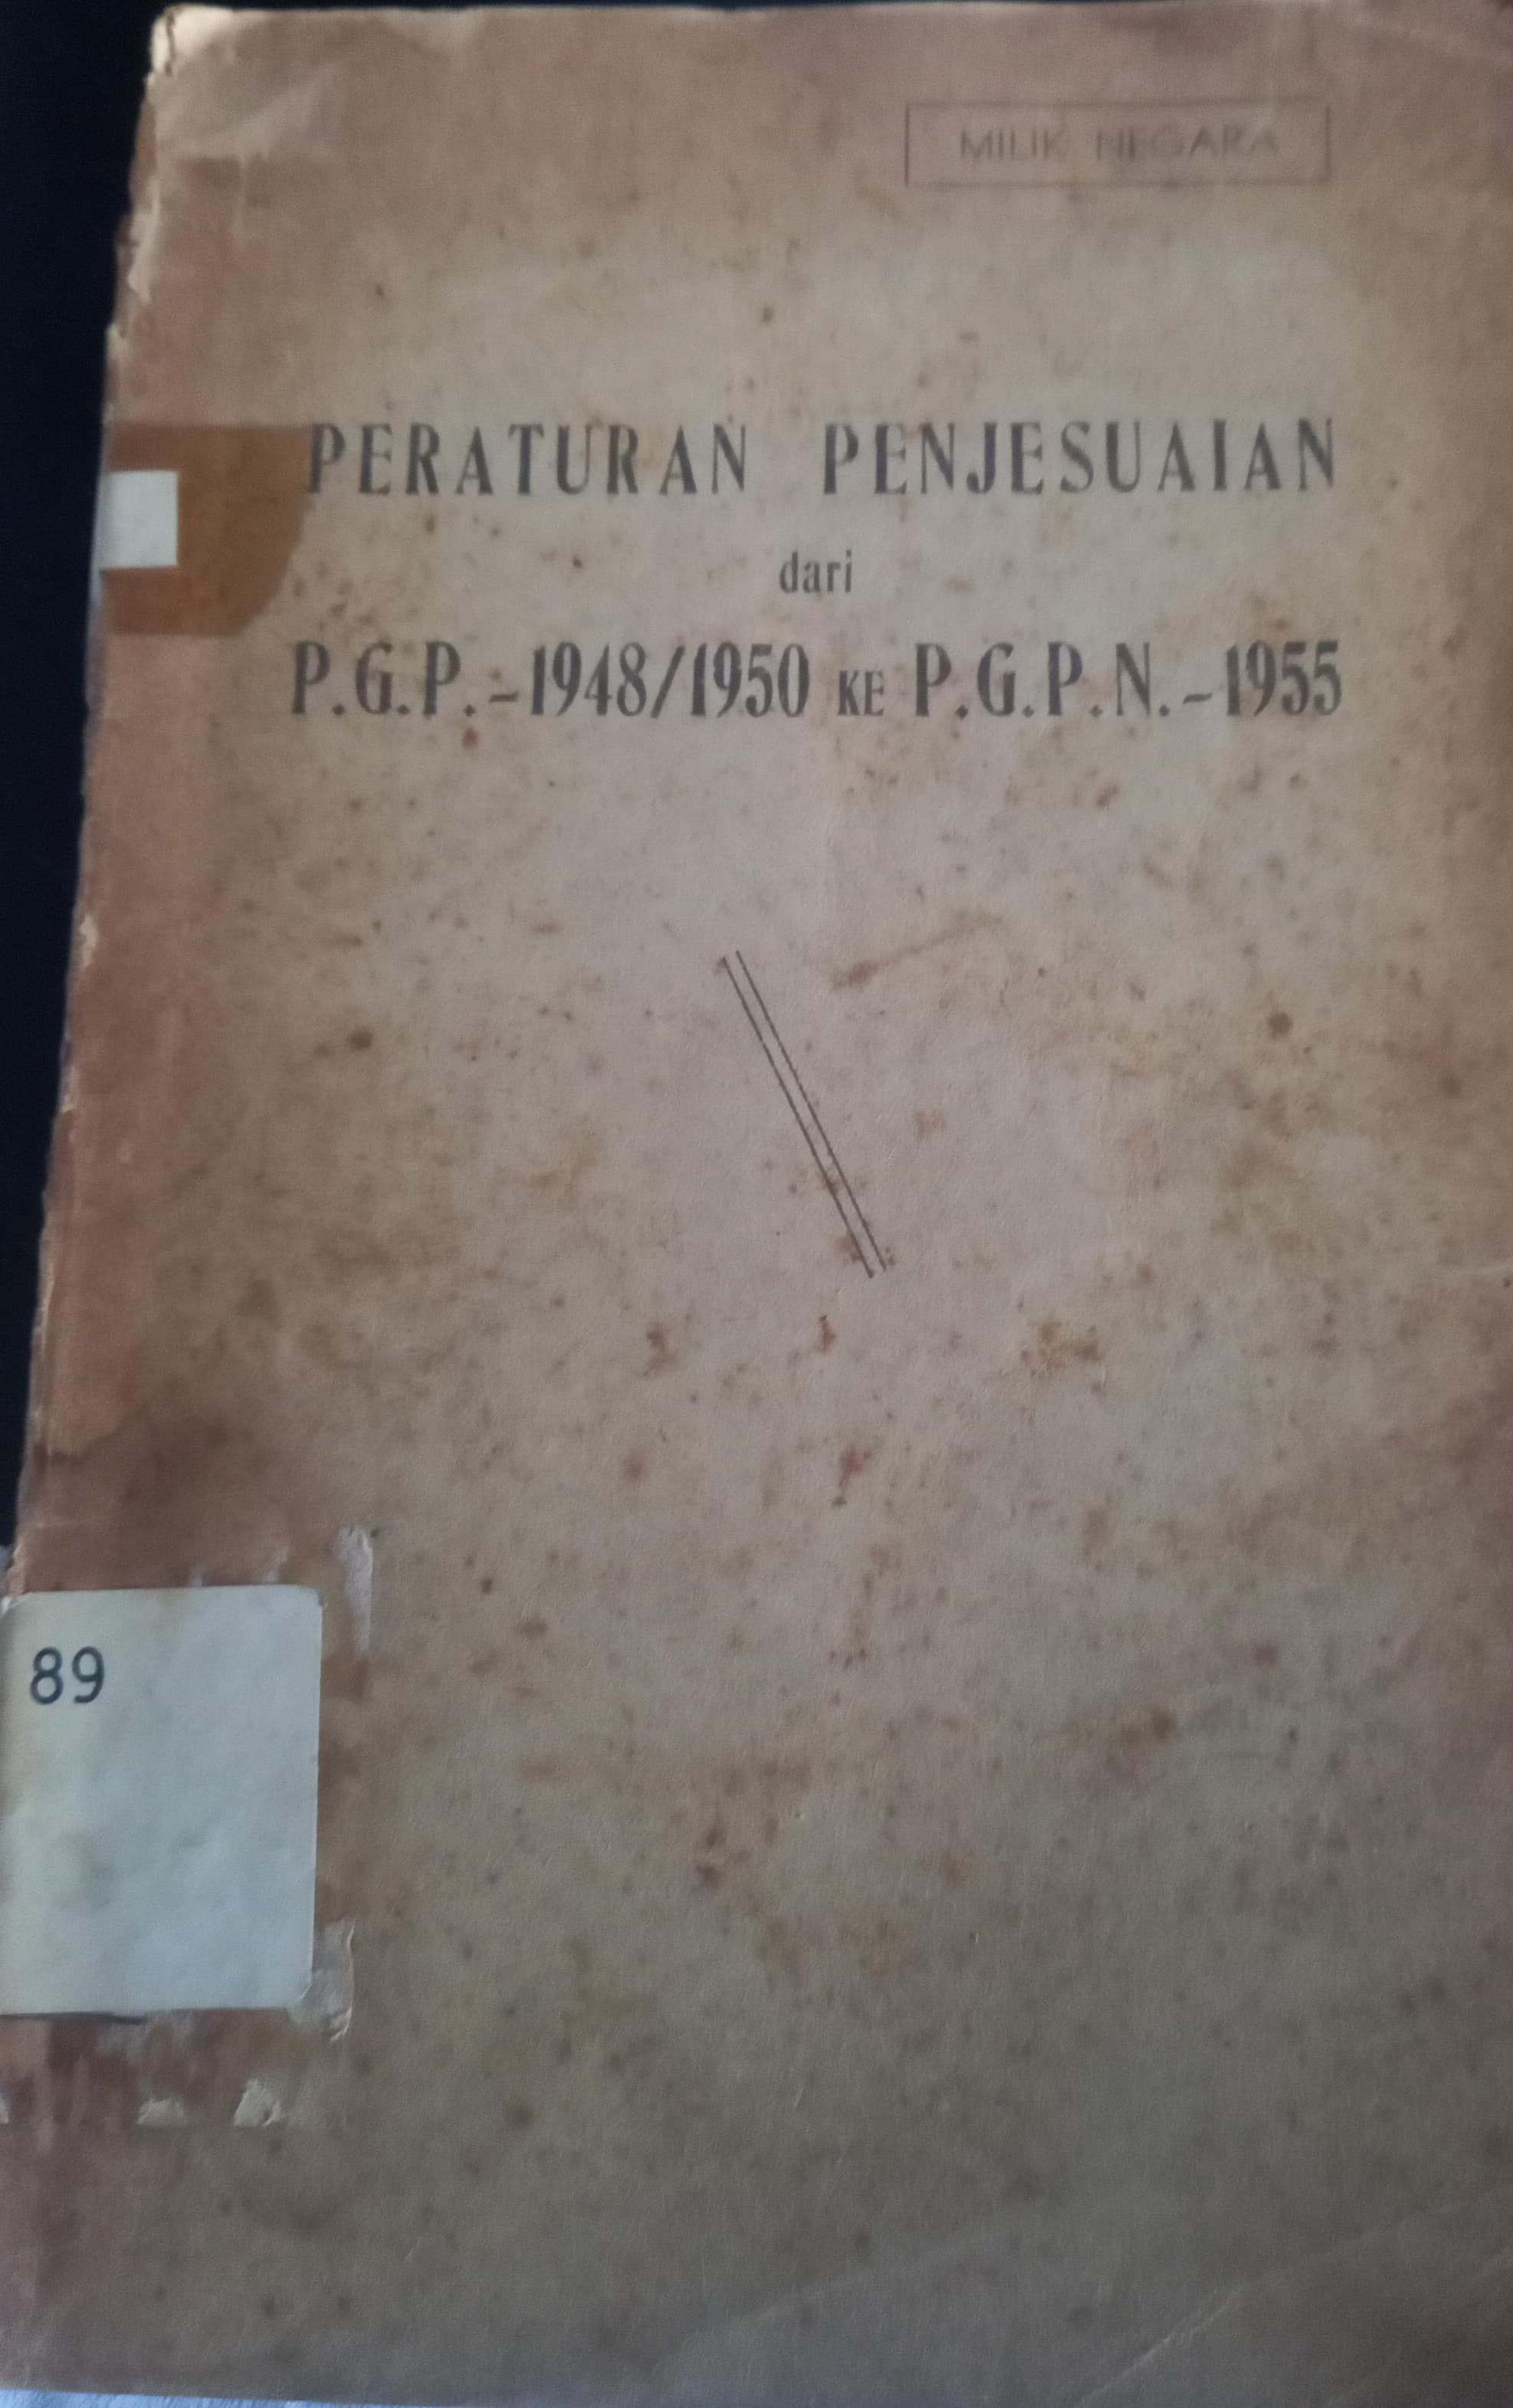 MILIK NEGARA
PERATURAN PENJESUAIAN
dari
P.G.P.-1948/1950 KE P.G.P.N.-1955
89